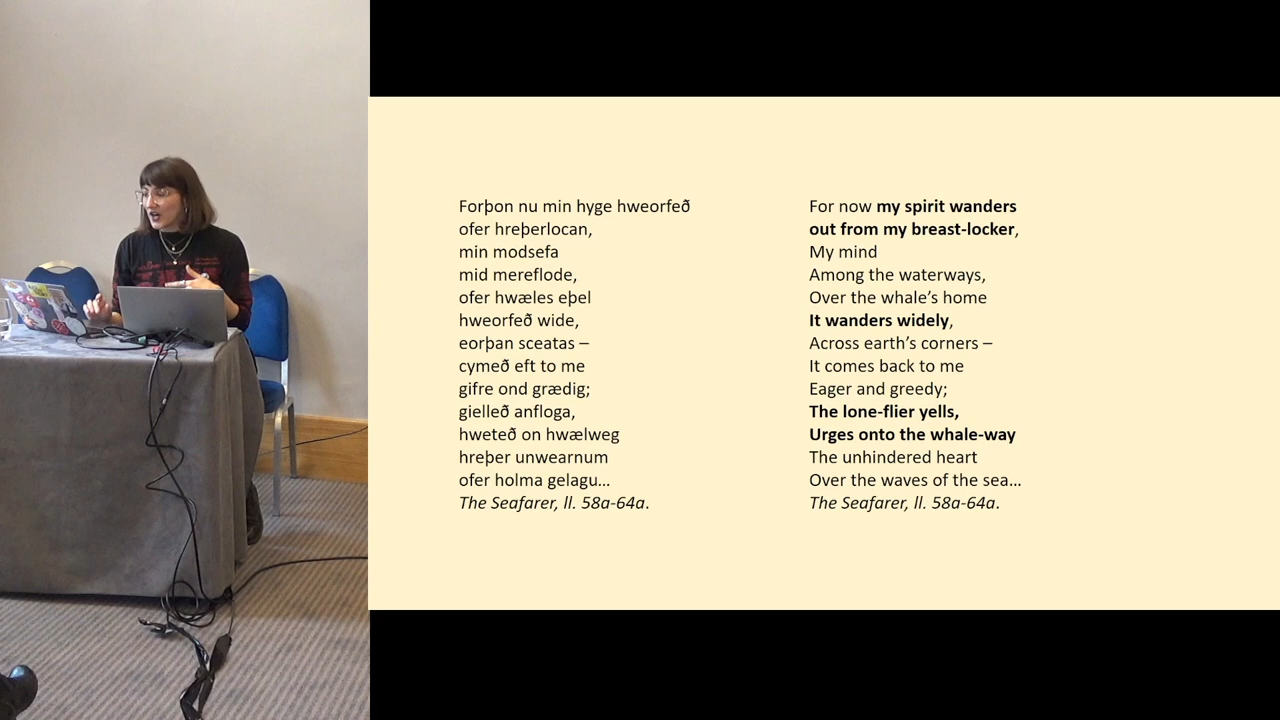 Forþon nu min hyge hweorfeð
ofer hreþerlocan,
min modsefa
mid mereflode,
ofer hwæles eþel
hweorfeð wide,
eorþan sceatas –
cymeð eft to me
gifre ond grædig;
gielleð anfloga,
hweteð on hwælweg
hreþer unwearnum
ofer holma gelagu...
The Seafarer, ll. 58a-64a.
For now my spirit wanders
out from my breast-locker,
My mind
Among the waterways,
Over the whale’s home
It wanders widely,
Across earth’s corners –
It comes back to me
Eager and greedy;
The lone-flier yells,
Urges onto the whale-way
The unhindered heart
Over the waves of the sea...
The Seafarer, ll. 58a-64a.